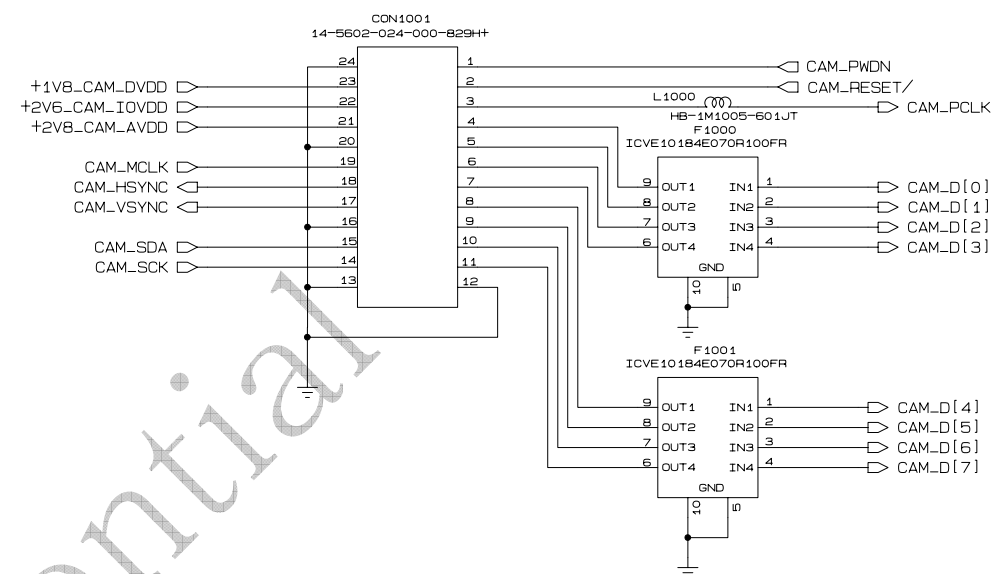 CON1001
14-5602-024-000-829H+
24 1 CAM_PWDN
+1V8_CAM_DVDD 23 2 CAM_RESET/
+2V6_CAM_IOVDD 22 3 L1000 CAM_PCLK
HB-1M1005-601JT
+2V8_CAM_AVDD 21 4
F1000
ICVE10184E070R100FR
20 5
CAM_MCLK 19 6
CAM_HSYNC 18 7 9 OUT1 IN1 1 CAM_D[0]
CAM_VSYNC 17 8 8 OUT2 IN2 2 CAM_D[1]
16 9 7 OUT3 IN3 3 CAM_D[2]
CAM_SDA 15 10 6 OUT4 IN4 4 CAM_D[3]
CAM_SCK 14 11 GND
13 12 10 5
F1001
ICVE10184E070R100FR
9 OUT1 IN1 1 CAM_D[4]
8 OUT2 IN2 2 CAM_D[5]
7 OUT3 IN3 3 CAM_D[6]
6 OUT4 IN4 4 CAM_D[7]
GND
10 5
ential